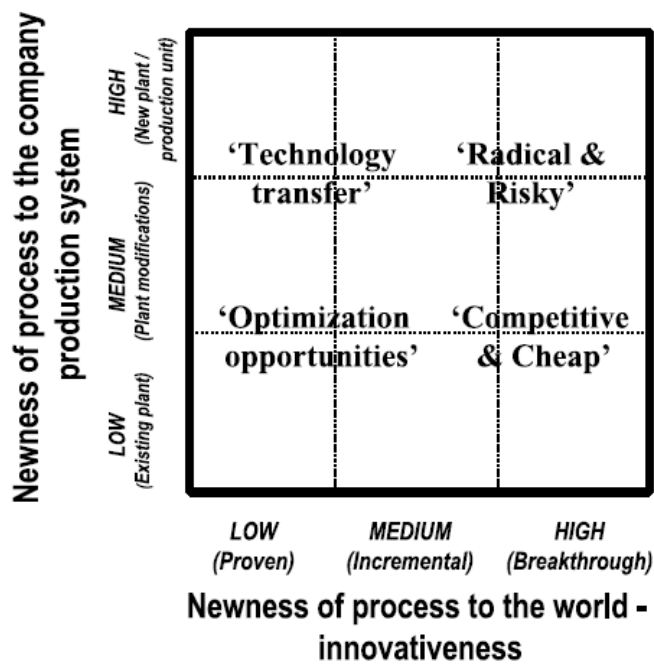 Newness of process to the company
production system
HIGH
(New plant /
production unit)
MEDIUM
(Plant modifications)
LOW
(Existing plant)
‘Technology
transfer’
‘Radical &
Risky’
‘Optimization
opportunities’
‘Competitive
& Cheap’
LOW
(Proven)
MEDIUM
(Incremental)
HIGH
(Breakthrough)
Newness of process to the world -
innovativeness